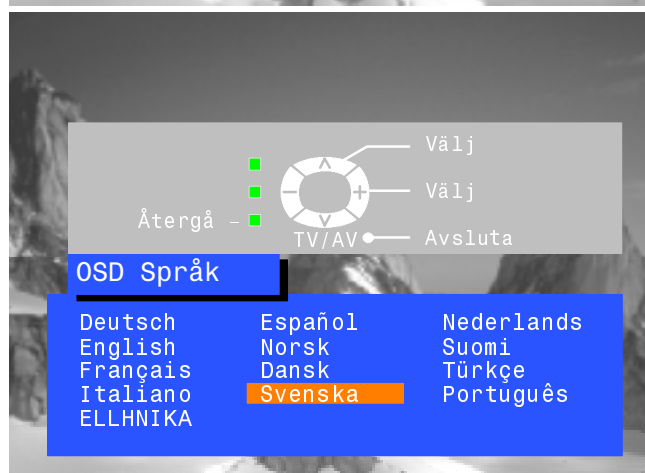 Välj
Välj
Återgå –
TV/AV
Avsluta
OSD Språk
Deutsch Español Nederlands
English Norsk Suomi
Français Dansk Türkçe
Italiano Svenska Português
ELLHNIKA